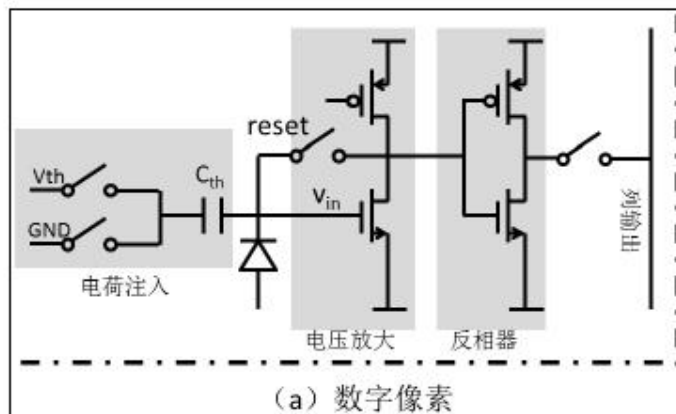 reset
Vth
Cth
Vin
GND
列输出
电荷注入
电压放大
反相器
（a）数字像素